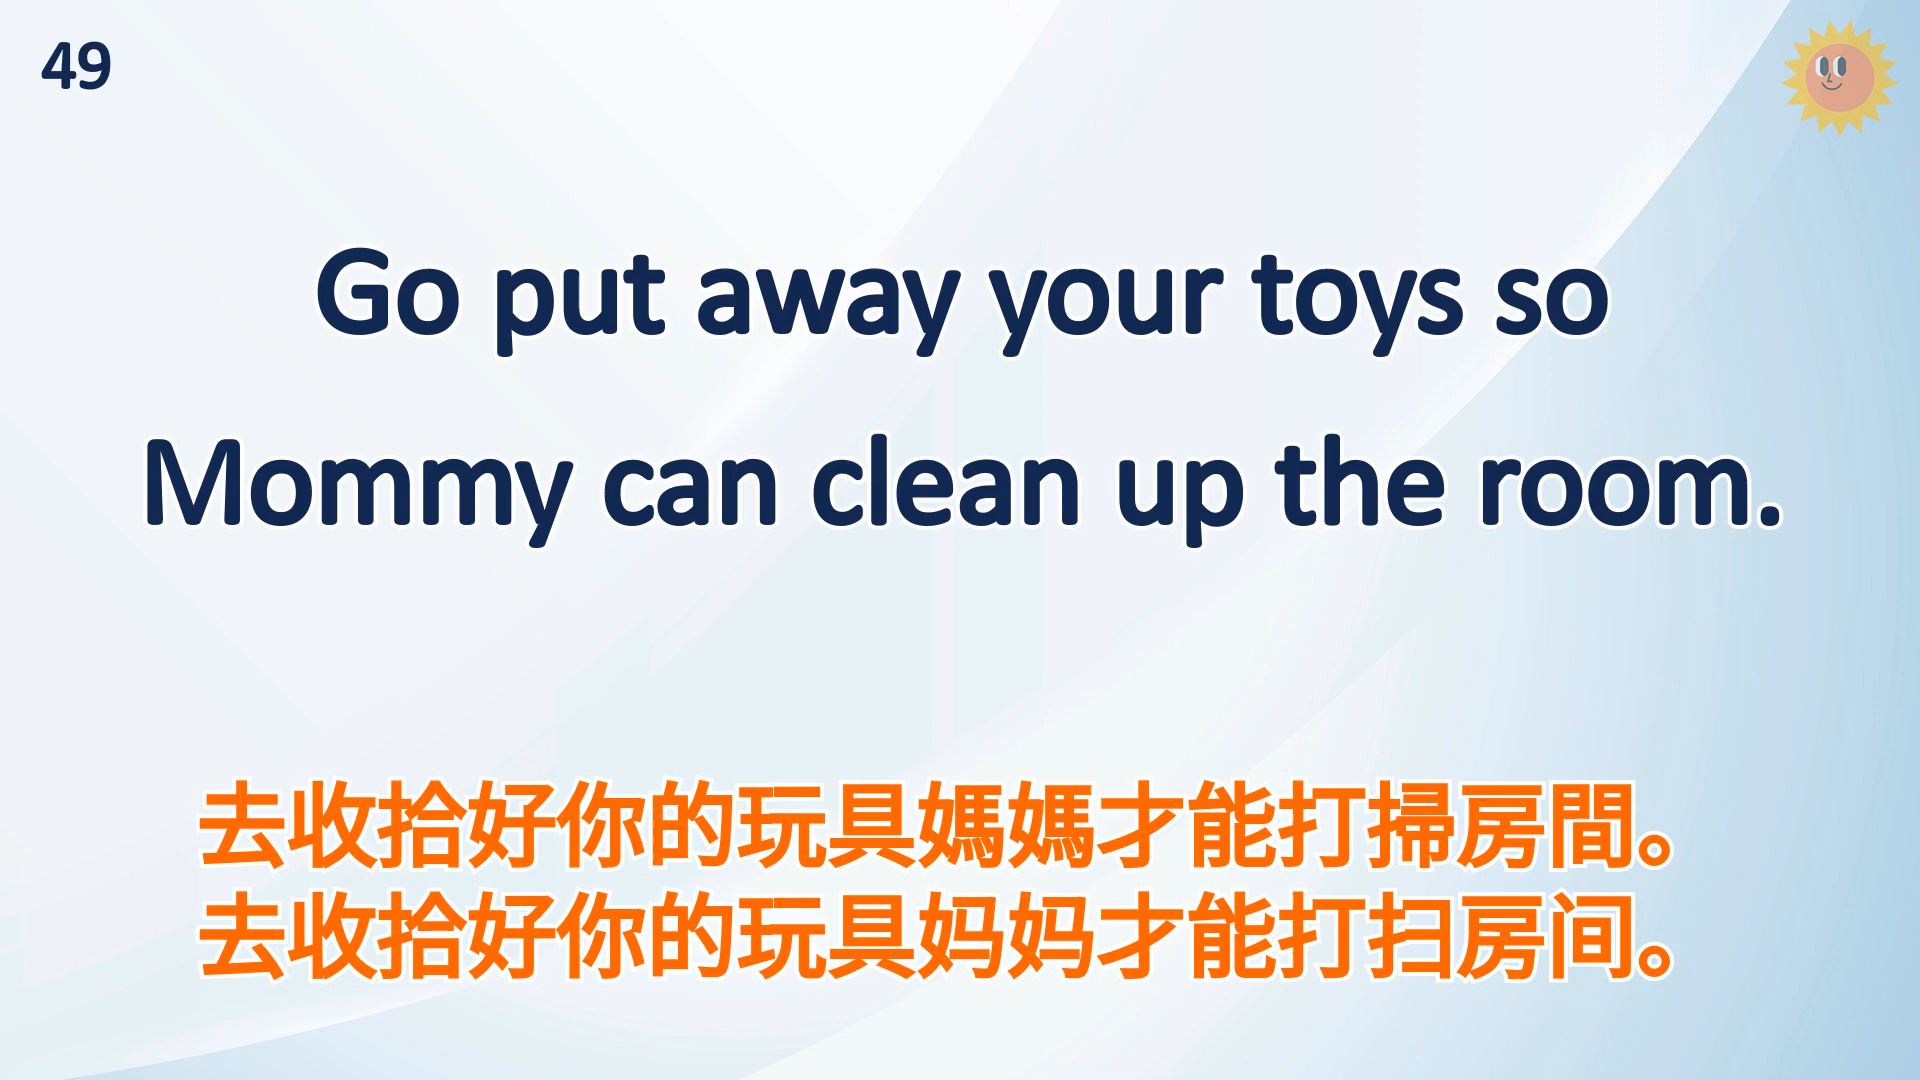 49
Go put away your toys so
Mommy can clean up the room.
去收拾好你的玩具媽媽才能打掃房間。
去收拾好你的玩具妈妈才能打扫房间。